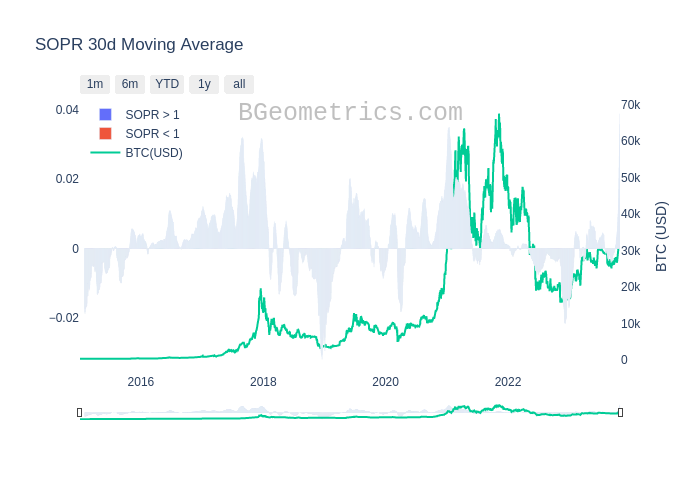 SOPR 30d Moving Average
1m 6m YTD 1y all
BGeometrics.com
SOPR > 1
SOPR < 1
BTC(USD)
0.04
0.02
0
−0.02
70k
60k
50k
40k
30k
20k
10k
0
BTC (USD)
2016 2018 2020 2022